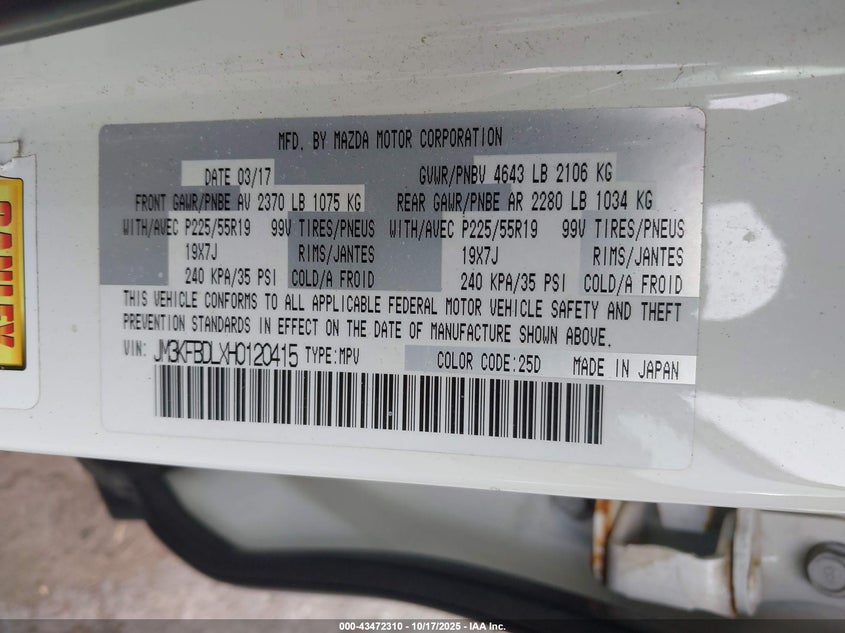 MFD. BY MAZDA MOTOR CORPORATION
DATE 03/17 GVWR/PNBV 4643 LB 2106 KG
FRONT GAWR/PNBE AV 2370 LB 1075 KG REAR GAWR/PNBE AR 2280 LB 1034 KG
WITH/AVEC P225/55R19 99V TIRES/PNEUS WITH/AVEC P225/55R19 99V TIRES/PNEUS
19X7J RIMS/JANTES 19X7J RIMS/JANTES
240 KPA/35 PSI COLD/A FROID 240 KPA/35 PSI COLD/A FROID
THIS VEHICLE CONFORMS TO ALL APPLICABLE FEDERAL MOTOR VEHICLE SAFETY AND THEFT
PREVENTION STANDARDS IN EFFECT ON THE DATE OF MANUFACTURE SHOWN ABOVE.
VIN: JM3KFBDLXH0120415 TYPE:MPV COLOR CODE:25D MADE IN JAPAN
000-43472310 - 10/17/2025 - IAA Inc.